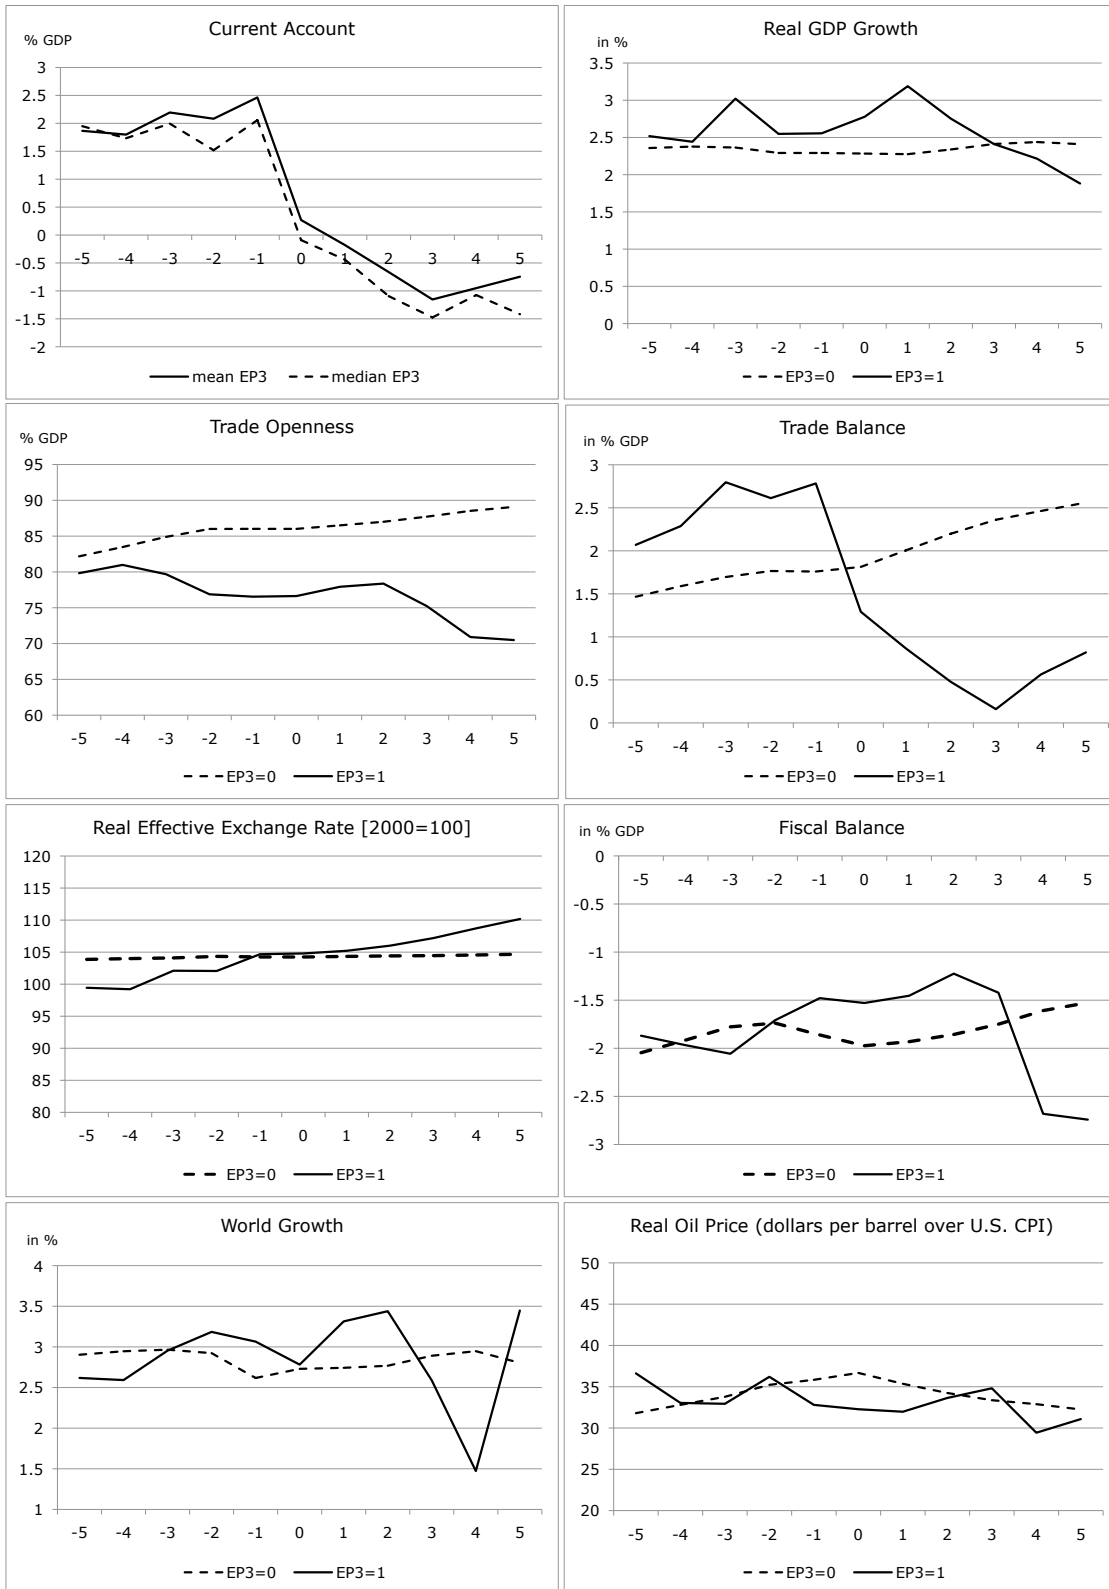 Current Account
% GDP
3
2.5
2
1.5
1
0.5
0
-0.5
-1
-1.5
-2
-5 -4 -3 -2 -1 0 1 2 3 4 5
mean EP3 median EP3
Real GDP Growth
in %
3.5
3
2.5
2
1.5
1
0.5
0
-5 -4 -3 -2 -1 0 1 2 3 4 5
EP3=0 EP3=1
Trade Openness
% GDP
95
90
85
80
75
70
65
60
-5 -4 -3 -2 -1 0 1 2 3 4 5
EP3=0 EP3=1
Trade Balance
in % GDP
3
2.5
2
1.5
1
0.5
0
-5 -4 -3 -2 -1 0 1 2 3 4 5
EP3=0 EP3=1
Real Effective Exchange Rate [2000=100]
120
115
110
105
100
95
90
85
80
-5 -4 -3 -2 -1 0 1 2 3 4 5
EP3=0 EP3=1
Fiscal Balance
in % GDP
0
-5 -4 -3 -2 -1 0 1 2 3 4 5
-0.5
-1
-1.5
-2
-2.5
-3
EP3=0 EP3=1
World Growth
in %
4
3.5
3
2.5
2
1.5
1
-5 -4 -3 -2 -1 0 1 2 3 4 5
EP3=0 EP3=1
Real Oil Price (dollars per barrel over U.S. CPI)
50
45
40
35
30
25
20
-5 -4 -3 -2 -1 0 1 2 3 4 5
EP3=0 EP3=1